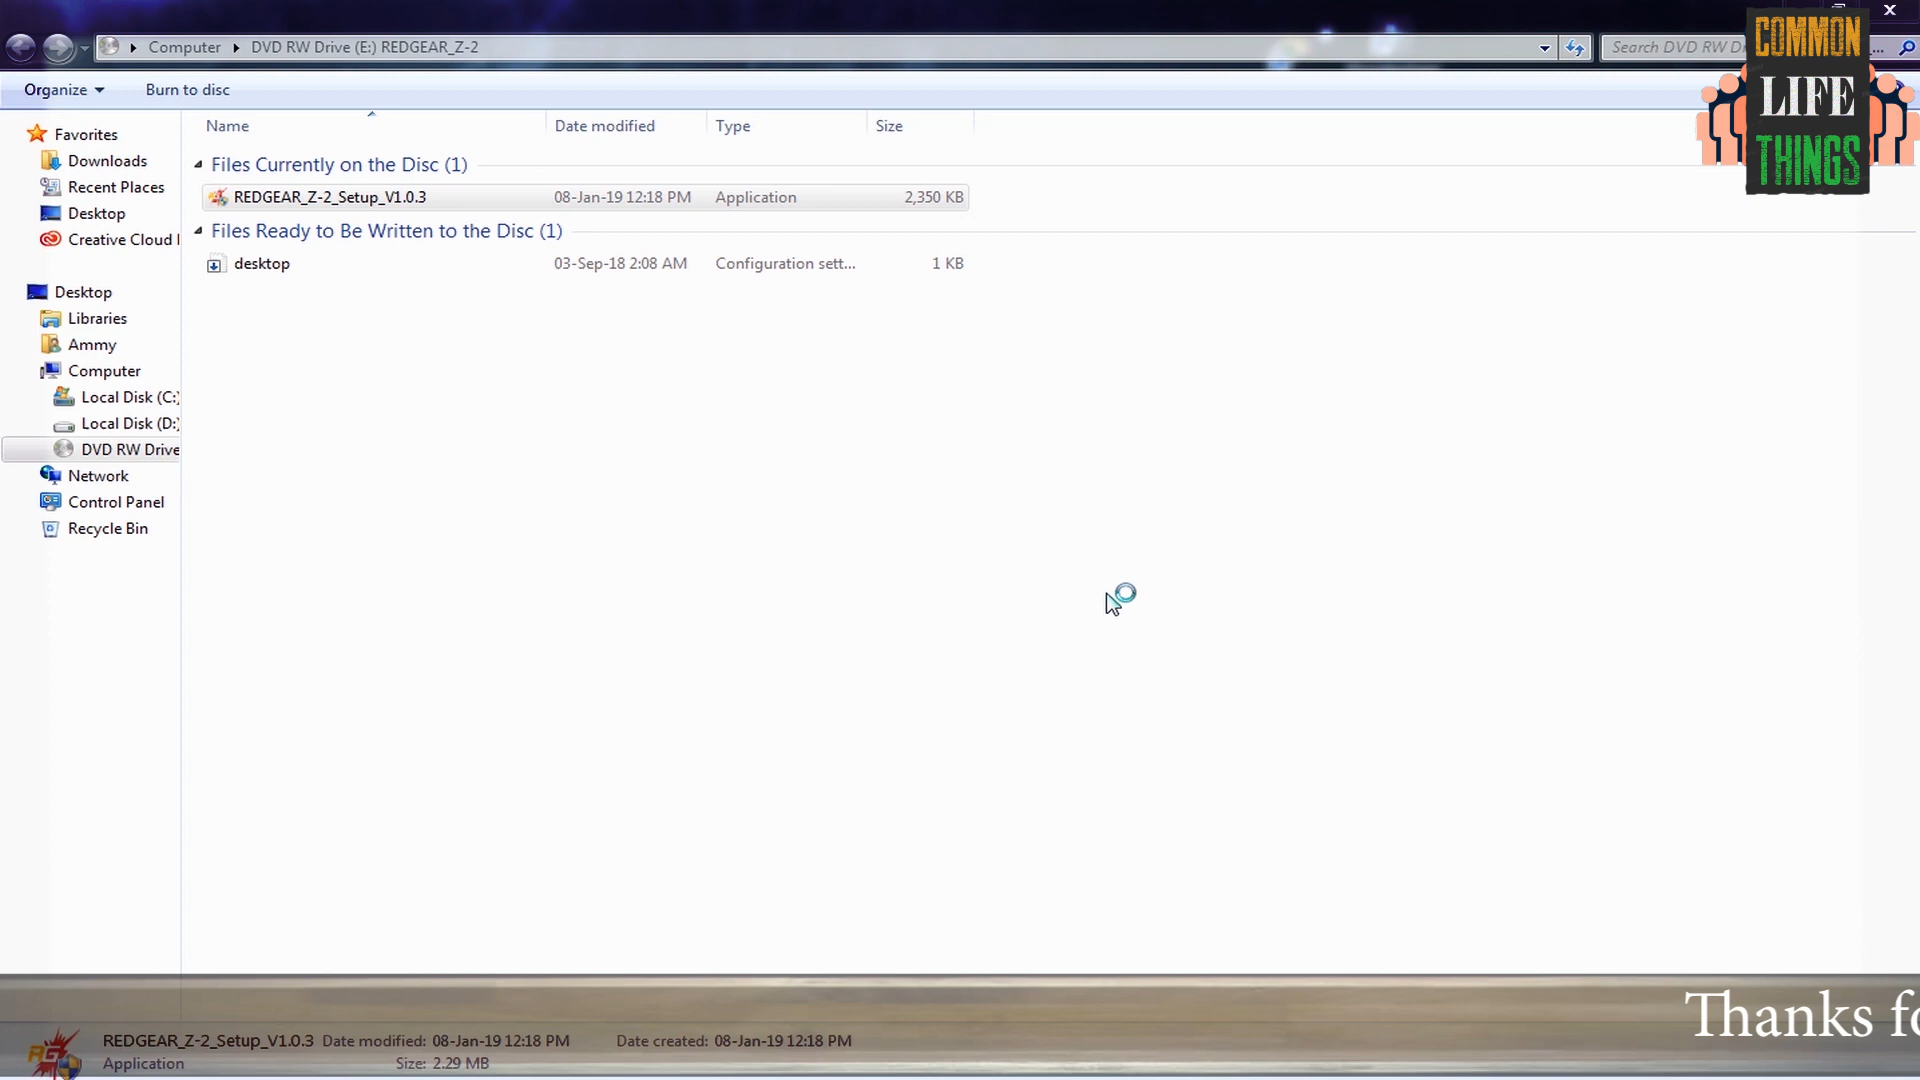 Computer DVD RW Drive (E:) REDGEAR_Z-2
Search DVD RW D ...
COMMON
LIFE
THINGS
Organize Burn to disc
Name Date modified Type Size
Favorites
Downloads
Recent Places
Desktop
Creative Cloud
Desktop
Libraries
Ammy
Computer
Local Disk (C:)
Local Disk (D:)
DVD RW Drive
Network
Control Panel
Recycle Bin
Files Currently on the Disc (1)
REDGEAR_Z-2_Setup_V1.0.3 08-Jan-19 12:18 PM Application 2,350 KB
Files Ready to Be Written to the Disc (1)
desktop 03-Sep-18 2:08 AM Configuration sett... 1 KB
Thanks fo
REDGEAR_Z-2_Setup_V1.0.3 Date modified: 08-Jan-19 12:18 PM Date created: 08-Jan-19 12:18 PM
Application Size: 2.29 MB
RG